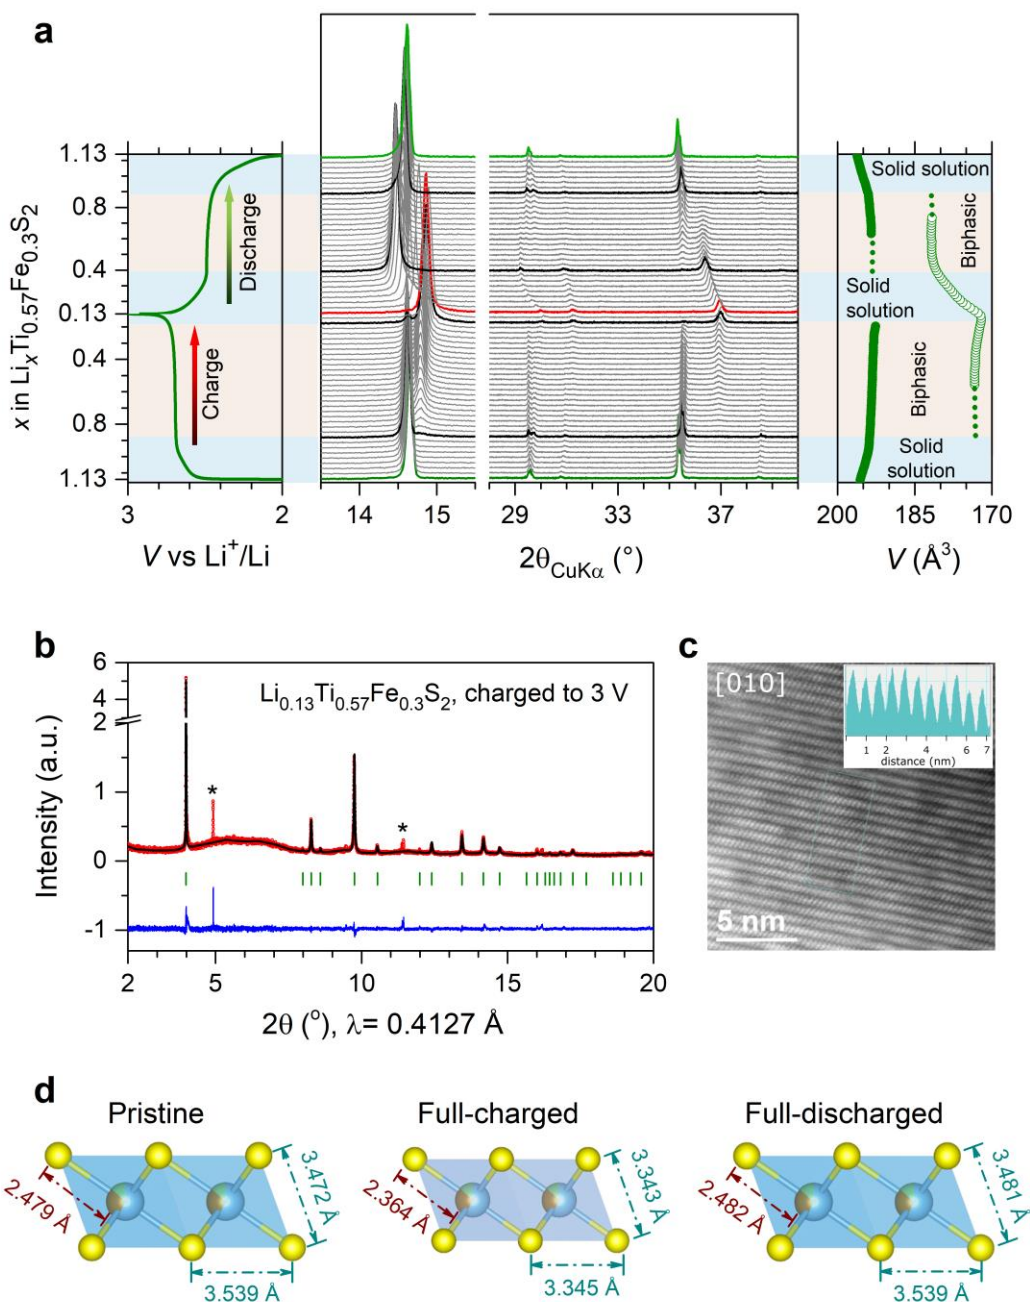 a
1.13
0.8
0.4
0.13
0.4
0.8
1.13
x in LiₓTi₀.₅₇Fe₀.₃S₂
Discharge
Charge
3 2
V vs Li⁺/Li
14 15 29 33 37
2θCuKα (°)
Solid solution
Biphasic
Solid
solution
Biphasic
Solid
solution
200 185 170
V (Å³)
b
6
5
2
1
0
-1
Intensity (a.u.)
Li₀.₁₃Ti₀.₅₇Fe₀.₃S₂, charged to 3 V
*
*
2 5 10 15 20
2θ (°), λ= 0.4127 Å
c
[010]
1 2 4 6 7
distance (nm)
5 nm
d
Pristine
Full-charged
Full-discharged
2.479 Å
3.472 Å
3.539 Å
2.364 Å
3.343 Å
3.345 Å
2.482 Å
3.481 Å
3.539 Å